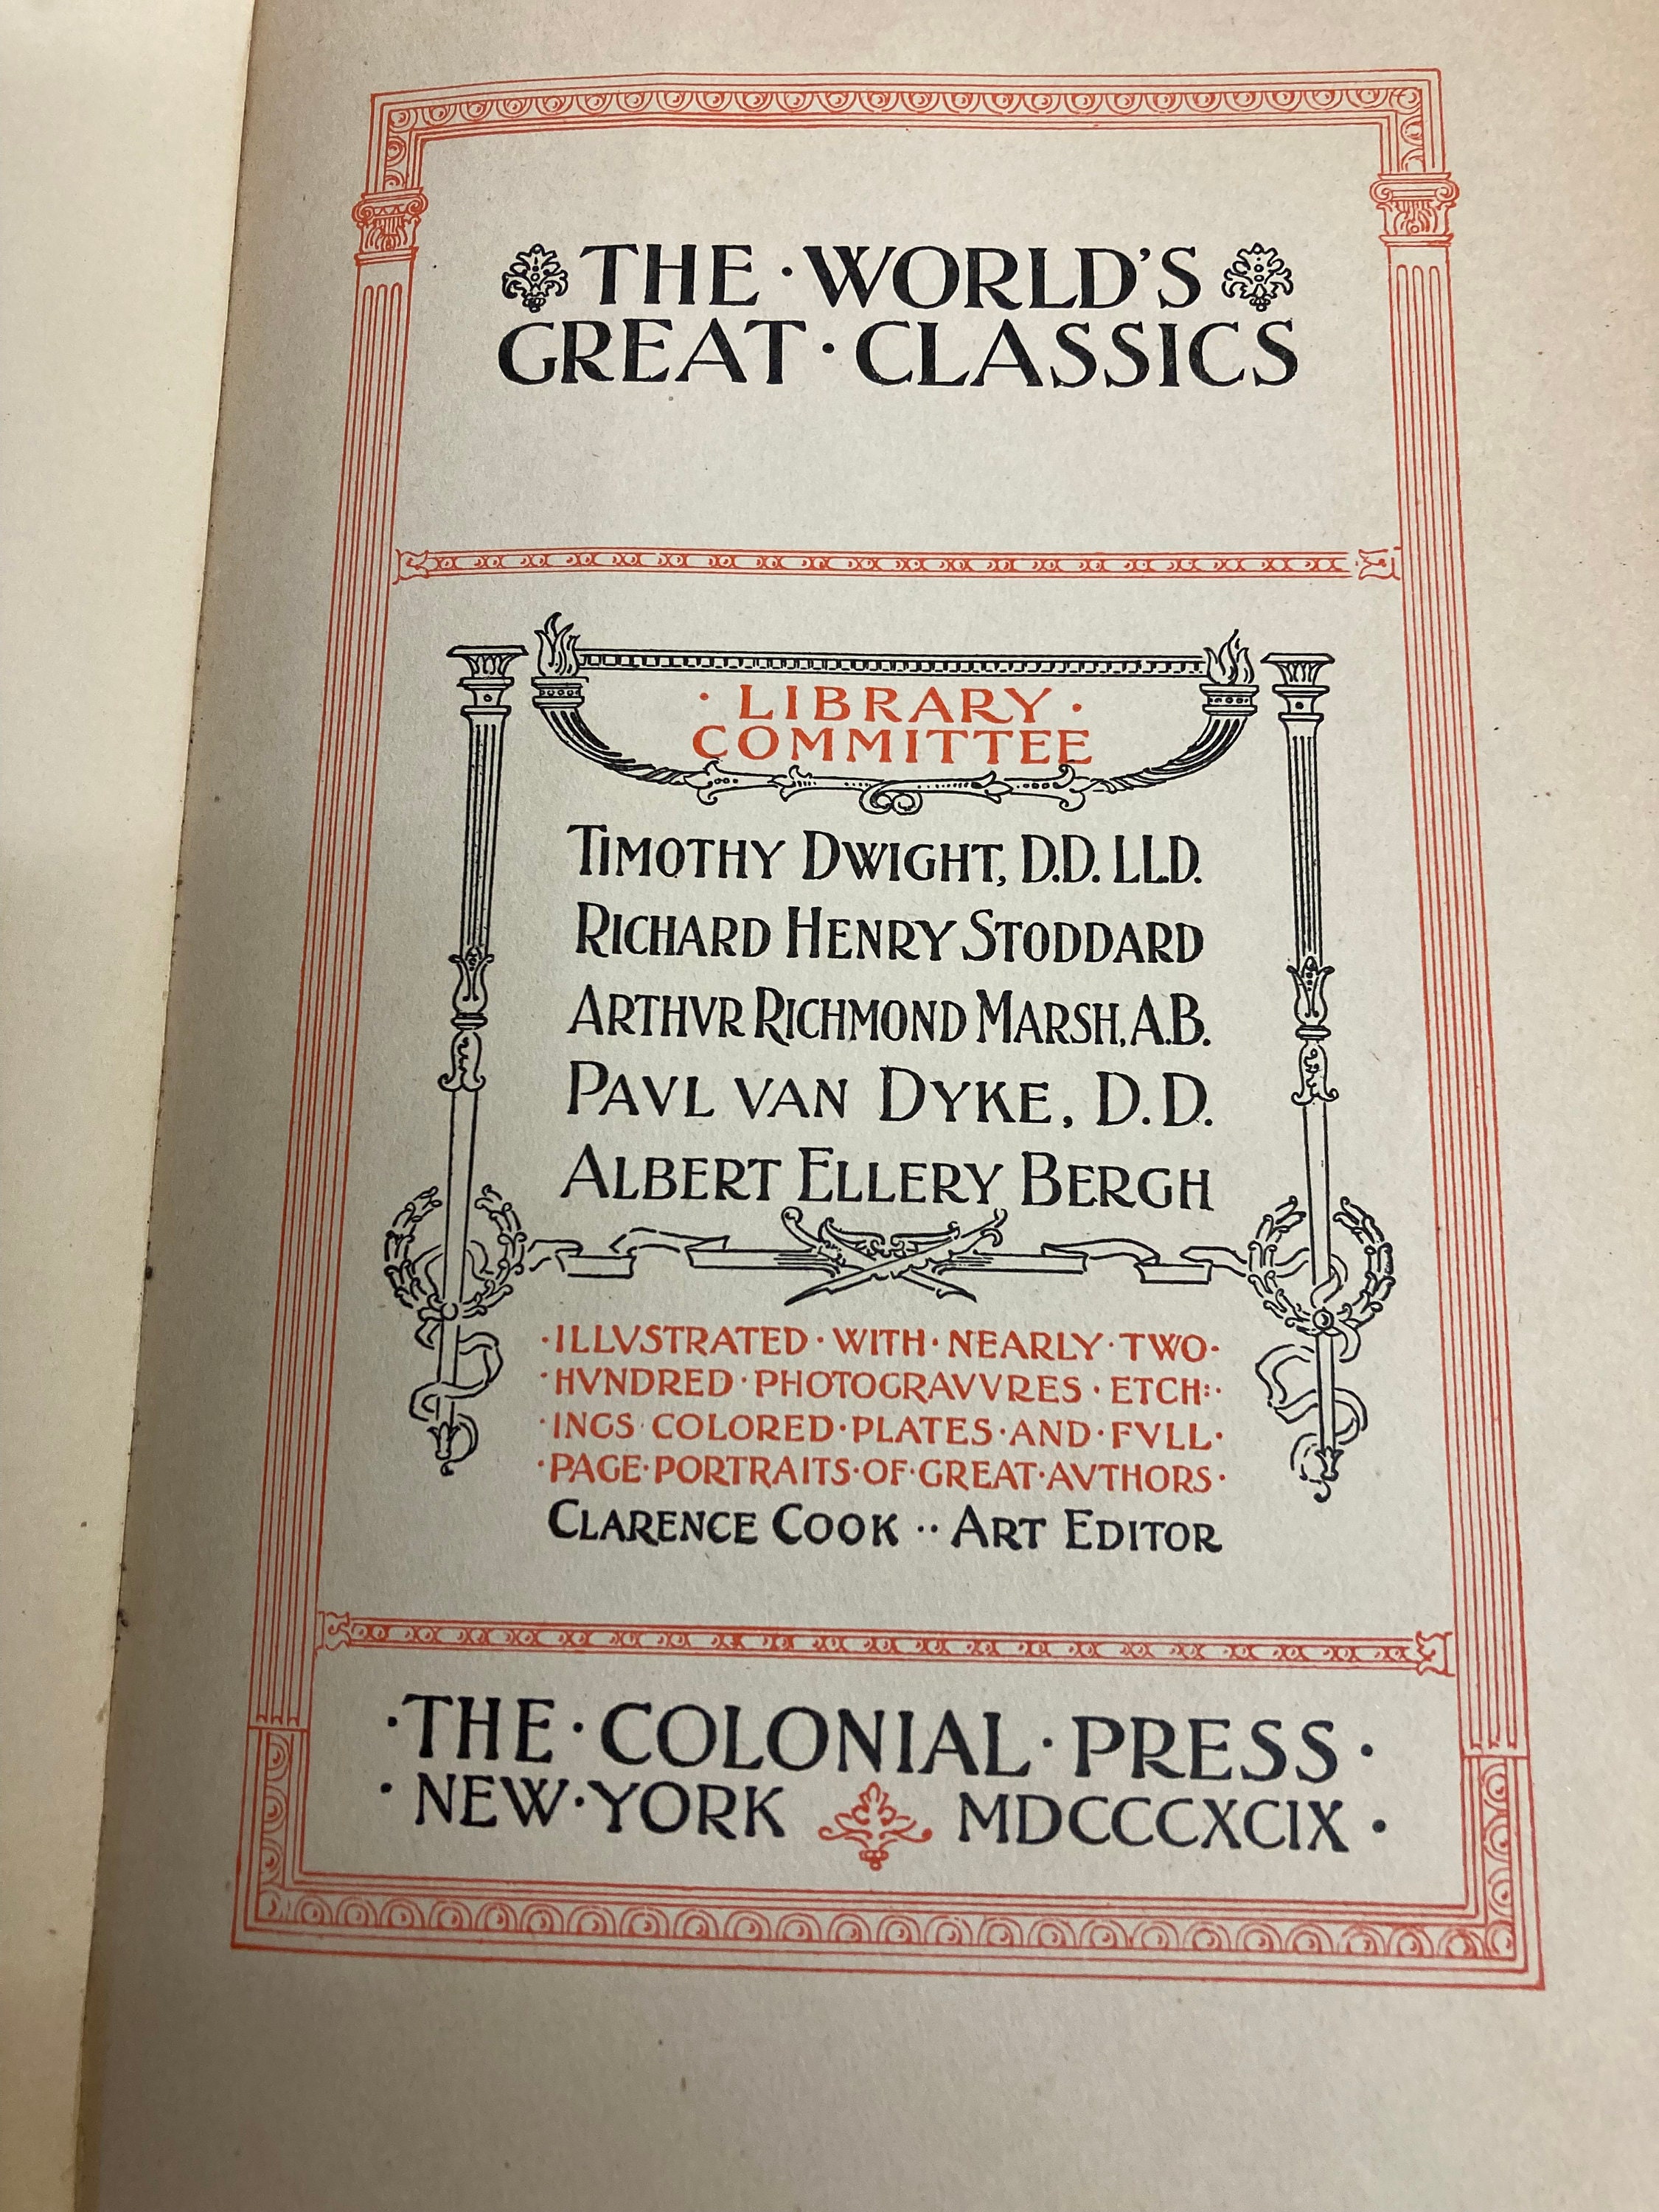 THE · WORLD'S
GREAT · CLASSICS
· LIBRARY ·
COMMITTEE
TIMOTHY DWIGHT, D.D. LL.D.
RICHARD HENRY STODDARD
ARTHVR RICHMOND MARSH, A.B.
PAVL VAN DYKE, D.D.
ALBERT ELLERY BERGH
· ILLVSTRATED · WITH · NEARLY · TWO ·
· HVNDRED · PHOTOGRAVVRES · ETCH: ·
· INGS · COLORED · PLATES · AND · FVLL ·
· PAGE · PORTRAITS · OF · GREAT · AVTHORS ·
CLARENCE COOK ·· ART EDITOR
· THE · COLONIAL · PRESS ·
· NEW · YORK MDCCCXCIX ·